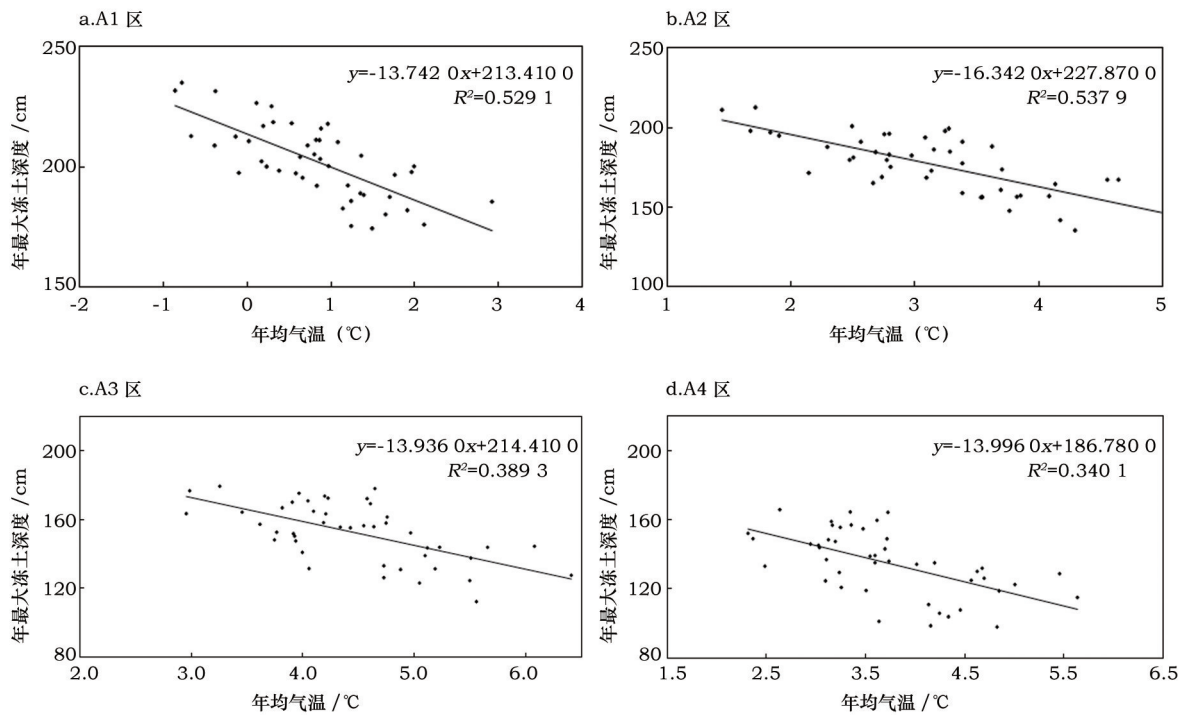 a.A1 区
年最大冻土深度 /cm
250
200
150
y=-13.742 0x+213.410 0
R²=0.529 1
-2 -1 0 1 2 3 4
年均气温（℃）
b.A2 区
年最大冻土深度/cm
250
200
150
100
y=-16.342 0x+227.870 0
R²=0.537 9
1 2 3 4 5
年均气温（℃）
c.A3 区
年最大冻土深度 /cm
200
160
120
80
y=-13.936 0x+214.410 0
R²=0.389 3
2.0 3.0 4.0 5.0 6.0
年均气温 /℃
d.A4 区
年最大冻土深度 /cm
200
160
120
80
y=-13.996 0x+186.780 0
R²=0.340 1
1.5 2.5 3.5 4.5 5.5 6.5
年均气温 /℃